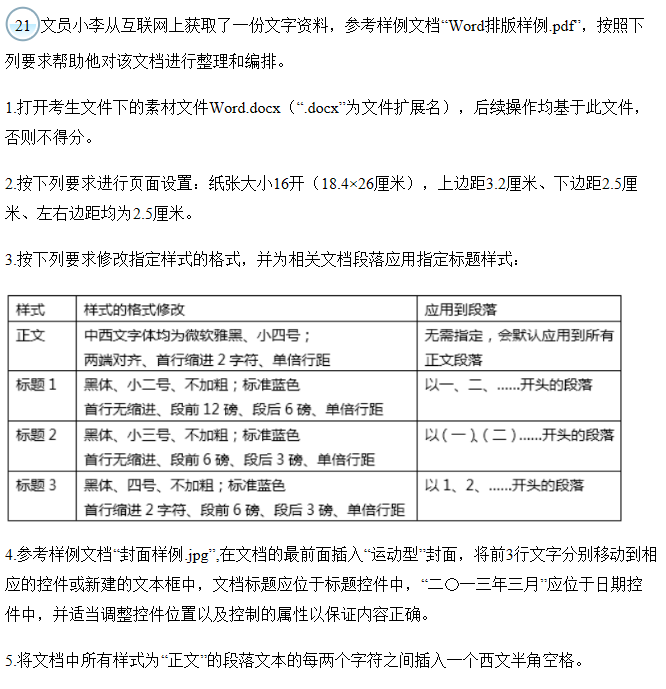 21 文员小李从互联网上获取了一份文字资料，参考样例文档“Word排版样例.pdf”，按照下
列要求帮助他对该文档进行整理和编排。
1.打开考生文件下的素材文件Word.docx（“.docx”为文件扩展名），后续操作均基于此文件，
否则不得分。
2.按下列要求进行页面设置：纸张大小16开（18.4×26厘米），上边距3.2厘米、下边距2.5厘
米、左右边距均为2.5厘米。
3.按下列要求修改指定样式的格式，并为相关文档段落应用指定标题样式：
样式 样式的格式修改 应用到段落
正文 中西文字体均为微软雅黑、小四号； 无需指定，会默认应用到所有
两端对齐、首行缩进 2 字符、单倍行距 正文段落
标题 1 黑体、小二号、不加粗；标准蓝色 以一、二、……开头的段落
首行无缩进、段前 12 磅、段后 6 磅、单倍行距
标题 2 黑体、小三号、不加粗；标准蓝色 以（一）、（二）……开头的段落
首行无缩进、段前 6 磅、段后 3 磅、单倍行距
标题 3 黑体、四号、不加粗；标准蓝色 以 1、2、……开头的段落
首行缩进 2 字符、段前 6 磅、段后 3 磅、单倍行距
4.参考样例文档“封面样例.jpg”,在文档的最前面插入“运动型”封面，将前3行文字分别移动到相
应的控件或新建的文本框中，文档标题应位于标题控件中，“二〇一三年三月”应位于日期控
件中，并适当调整控件位置以及控制的属性以保证内容正确。
5.将文档中所有样式为“正文”的段落文本的每两个字符之间插入一个西文半角空格。